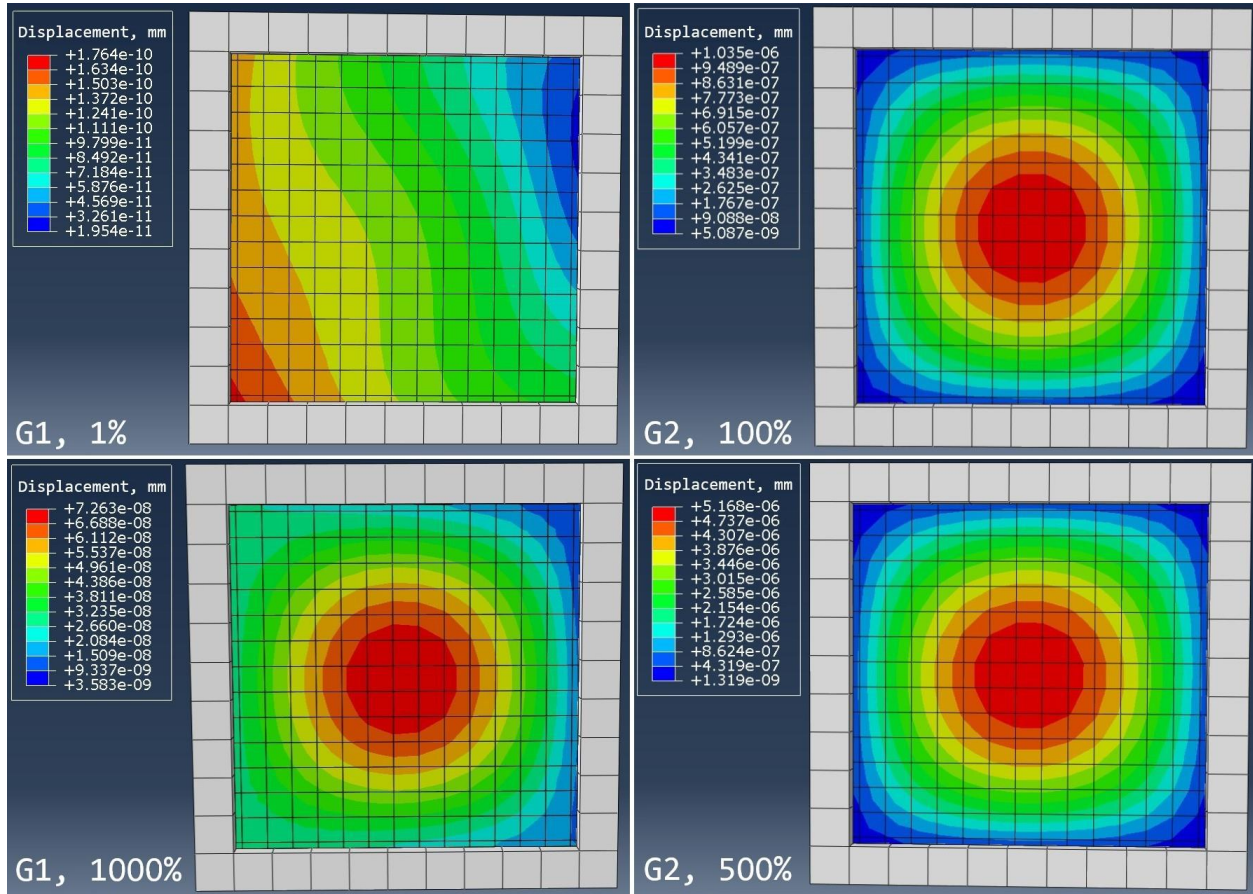 Displacement, mm
+1.764e-10
+1.634e-10
+1.503e-10
+1.372e-10
+1.241e-10
+1.111e-10
+9.799e-11
+8.492e-11
+7.184e-11
+5.876e-11
+4.569e-11
+3.261e-11
+1.954e-11
G1, 1%
Displacement, mm
+1.035e-06
+9.489e-07
+8.631e-07
+7.773e-07
+6.915e-07
+6.057e-07
+5.199e-07
+4.341e-07
+3.483e-07
+2.625e-07
+1.767e-07
+9.088e-08
+5.087e-09
G2, 100%
Displacement, mm
+7.263e-08
+6.688e-08
+6.112e-08
+5.537e-08
+4.961e-08
+4.386e-08
+3.811e-08
+3.235e-08
+2.660e-08
+2.084e-08
+1.509e-08
+9.337e-09
+3.583e-09
G1, 1000%
Displacement, mm
+5.168e-06
+4.737e-06
+4.307e-06
+3.876e-06
+3.446e-06
+3.015e-06
+2.585e-06
+2.154e-06
+1.724e-06
+1.293e-06
+8.624e-07
+4.319e-07
+1.319e-09
G2, 500%